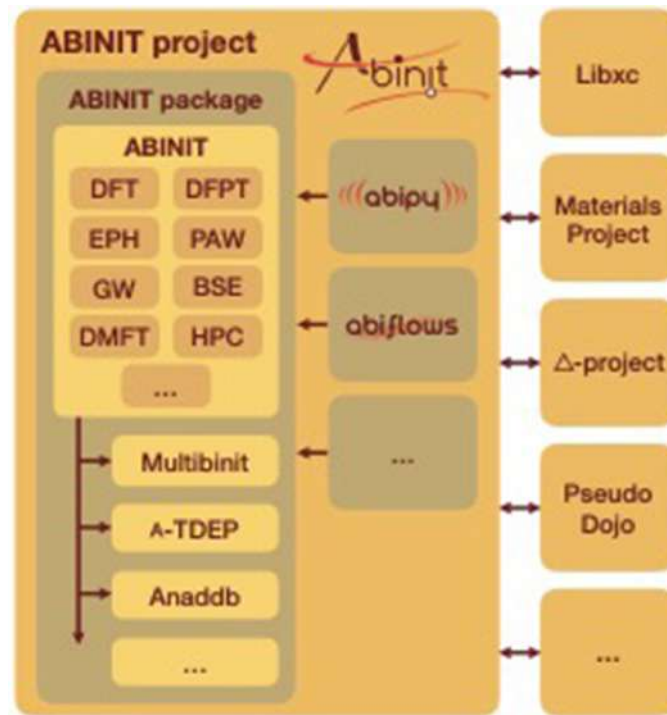 ABINIT project
Abinit
ABINIT package
ABINIT
DFT
DFPT
EPH
PAW
GW
BSE
DMFT
HPC
...
Multibinit
A-TDEP
Anaddb
...
(((abipy)))
abiflows
...
Libxc
Materials
Project
Δ-project
Pseudo
Dojo
...